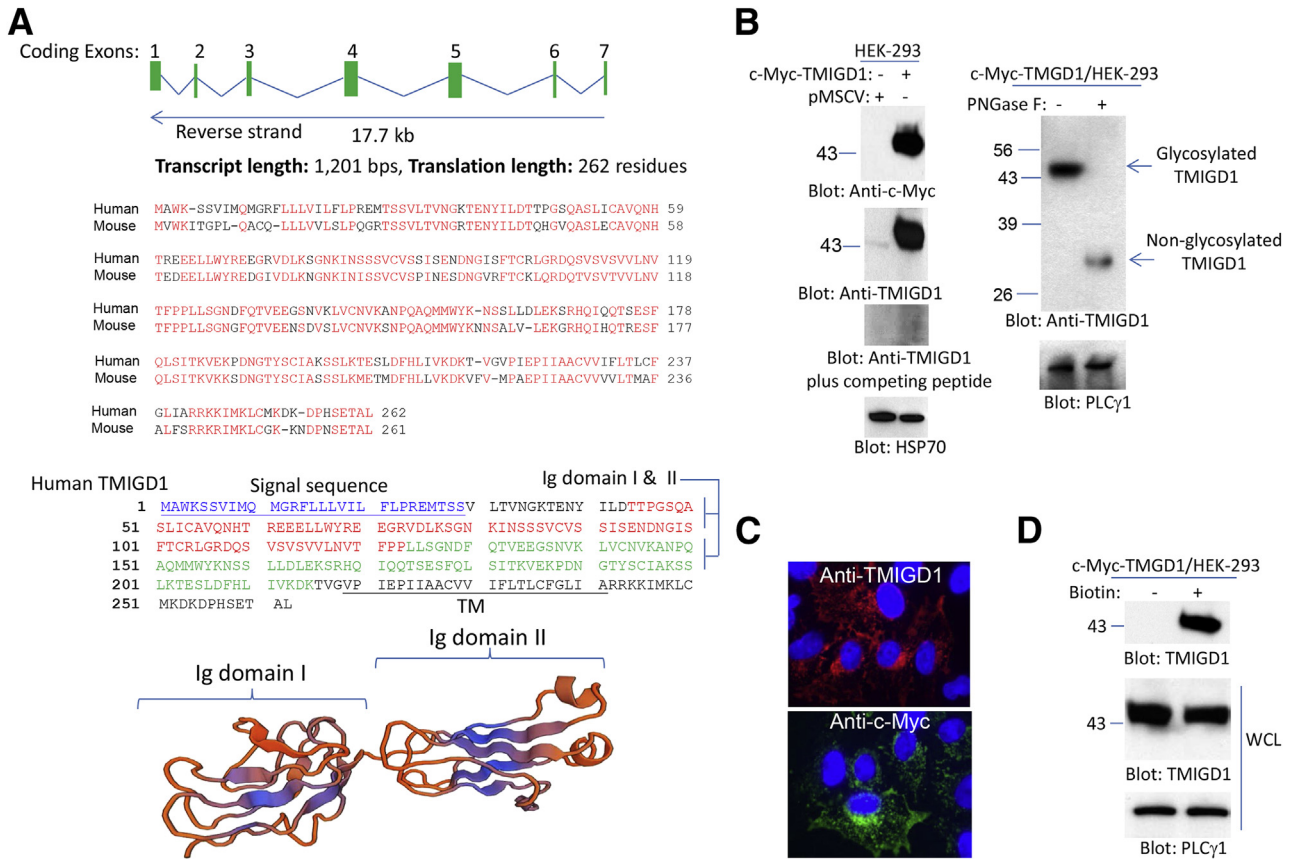 A
Coding Exons: 1 2 3 4 5 6 7
Reverse strand 17.7 kb
Transcript length: 1,201 bps, Translation length: 262 residues
Human MAWK-SSVIMQMGRFLLLVILFLPREMTSSVLTVNGKTENYILDTTPGSQASLICAVQNH 59
Mouse MVWKITGPL-QACQ-LLLVVLSLPQGRTSSVLTVNGKTENYILDTQHGVQASLECAVQNH 58
Human TREEELLWYREEGRVDLKSGNKINSSSVCVSSISENDNGISFTCRLGRDQSVSVSVVLNV 119
Mouse TEDEELLWYREDGIVDLKNGNKINISSVCVSPINESDNGVRFTCKLQRDQTVSVTVVLNV 118
Human TFPPLLSGNDFQTVEEGSNVKLVCNVKANPQAQMMWYK-NSSLLDLEKSRHQIQQTSESF 178
Mouse TFPPLLSGNGFQTVEENSDVSLVCNVKSNPQAQMMWYKNNSALV-LEKGRHQIHQTRESF 177
Human QLSITKVEKPDNGTYSCIAKSSLKTESLDFHLIVKDKT-VGVPIEPIIAACVVIFLTLCF 237
Mouse QLSITKVKKSDNGTYSCIASSSLKMETMDFHLLVKDKVFV-MPAEPIIAACVVVVLTMAF 236
Human GLIARRKKIMKLCMKDK-DPHSETAL 262
Mouse ALFSRRKRIMKLCGK-KNDPNSETAL 261
Human TMIGD1 Signal sequence Ig domain I & II
1 MAWKSSVIMQ MGRFLLLVIL FLPREMTSSV LTVNGKTENY ILDTTPGSQA
51 SLICAVQNHT REEELLWYRE EGRVDLKSGN KINSSSVCVS SISENDNGIS
101 FTCRLGRDQS VSVSVVLNVT FPPLLSGNDF QTVEEGSNVK LVCNVKANPQ
151 AQMMWYKNSS LLDLEKSRHQ IQQTSESFQL SITKVEKPDN GTYSCIAKSS
201 LKTESLDFHL IVKDKTVGVP IEPIIAACVV IFLTLCFGLI ARRKKIMKLC
251 MKDKDPHSET AL TM
Ig domain II
Ig domain I
B
HEK-293
c-Myc-TMIGD1: - +
pMSCV: + -
43
Blot: Anti-c-Myc
43
Blot: Anti-TMIGD1
Blot: Anti-TMIGD1
plus competing peptide
Blot: HSP70
c-Myc-TMGD1/HEK-293
PNGase F: - +
56
43
39
26
Glycosylated
TMIGD1
Non-glycosylated
TMIGD1
Blot: Anti-TMIGD1
Blot: PLCγ1
C
Anti-TMIGD1
Anti-c-Myc
D
c-Myc-TMGD1/HEK-293
Biotin: - +
43
Blot: TMIGD1
43
Blot: TMIGD1
WCL
Blot: PLCγ1